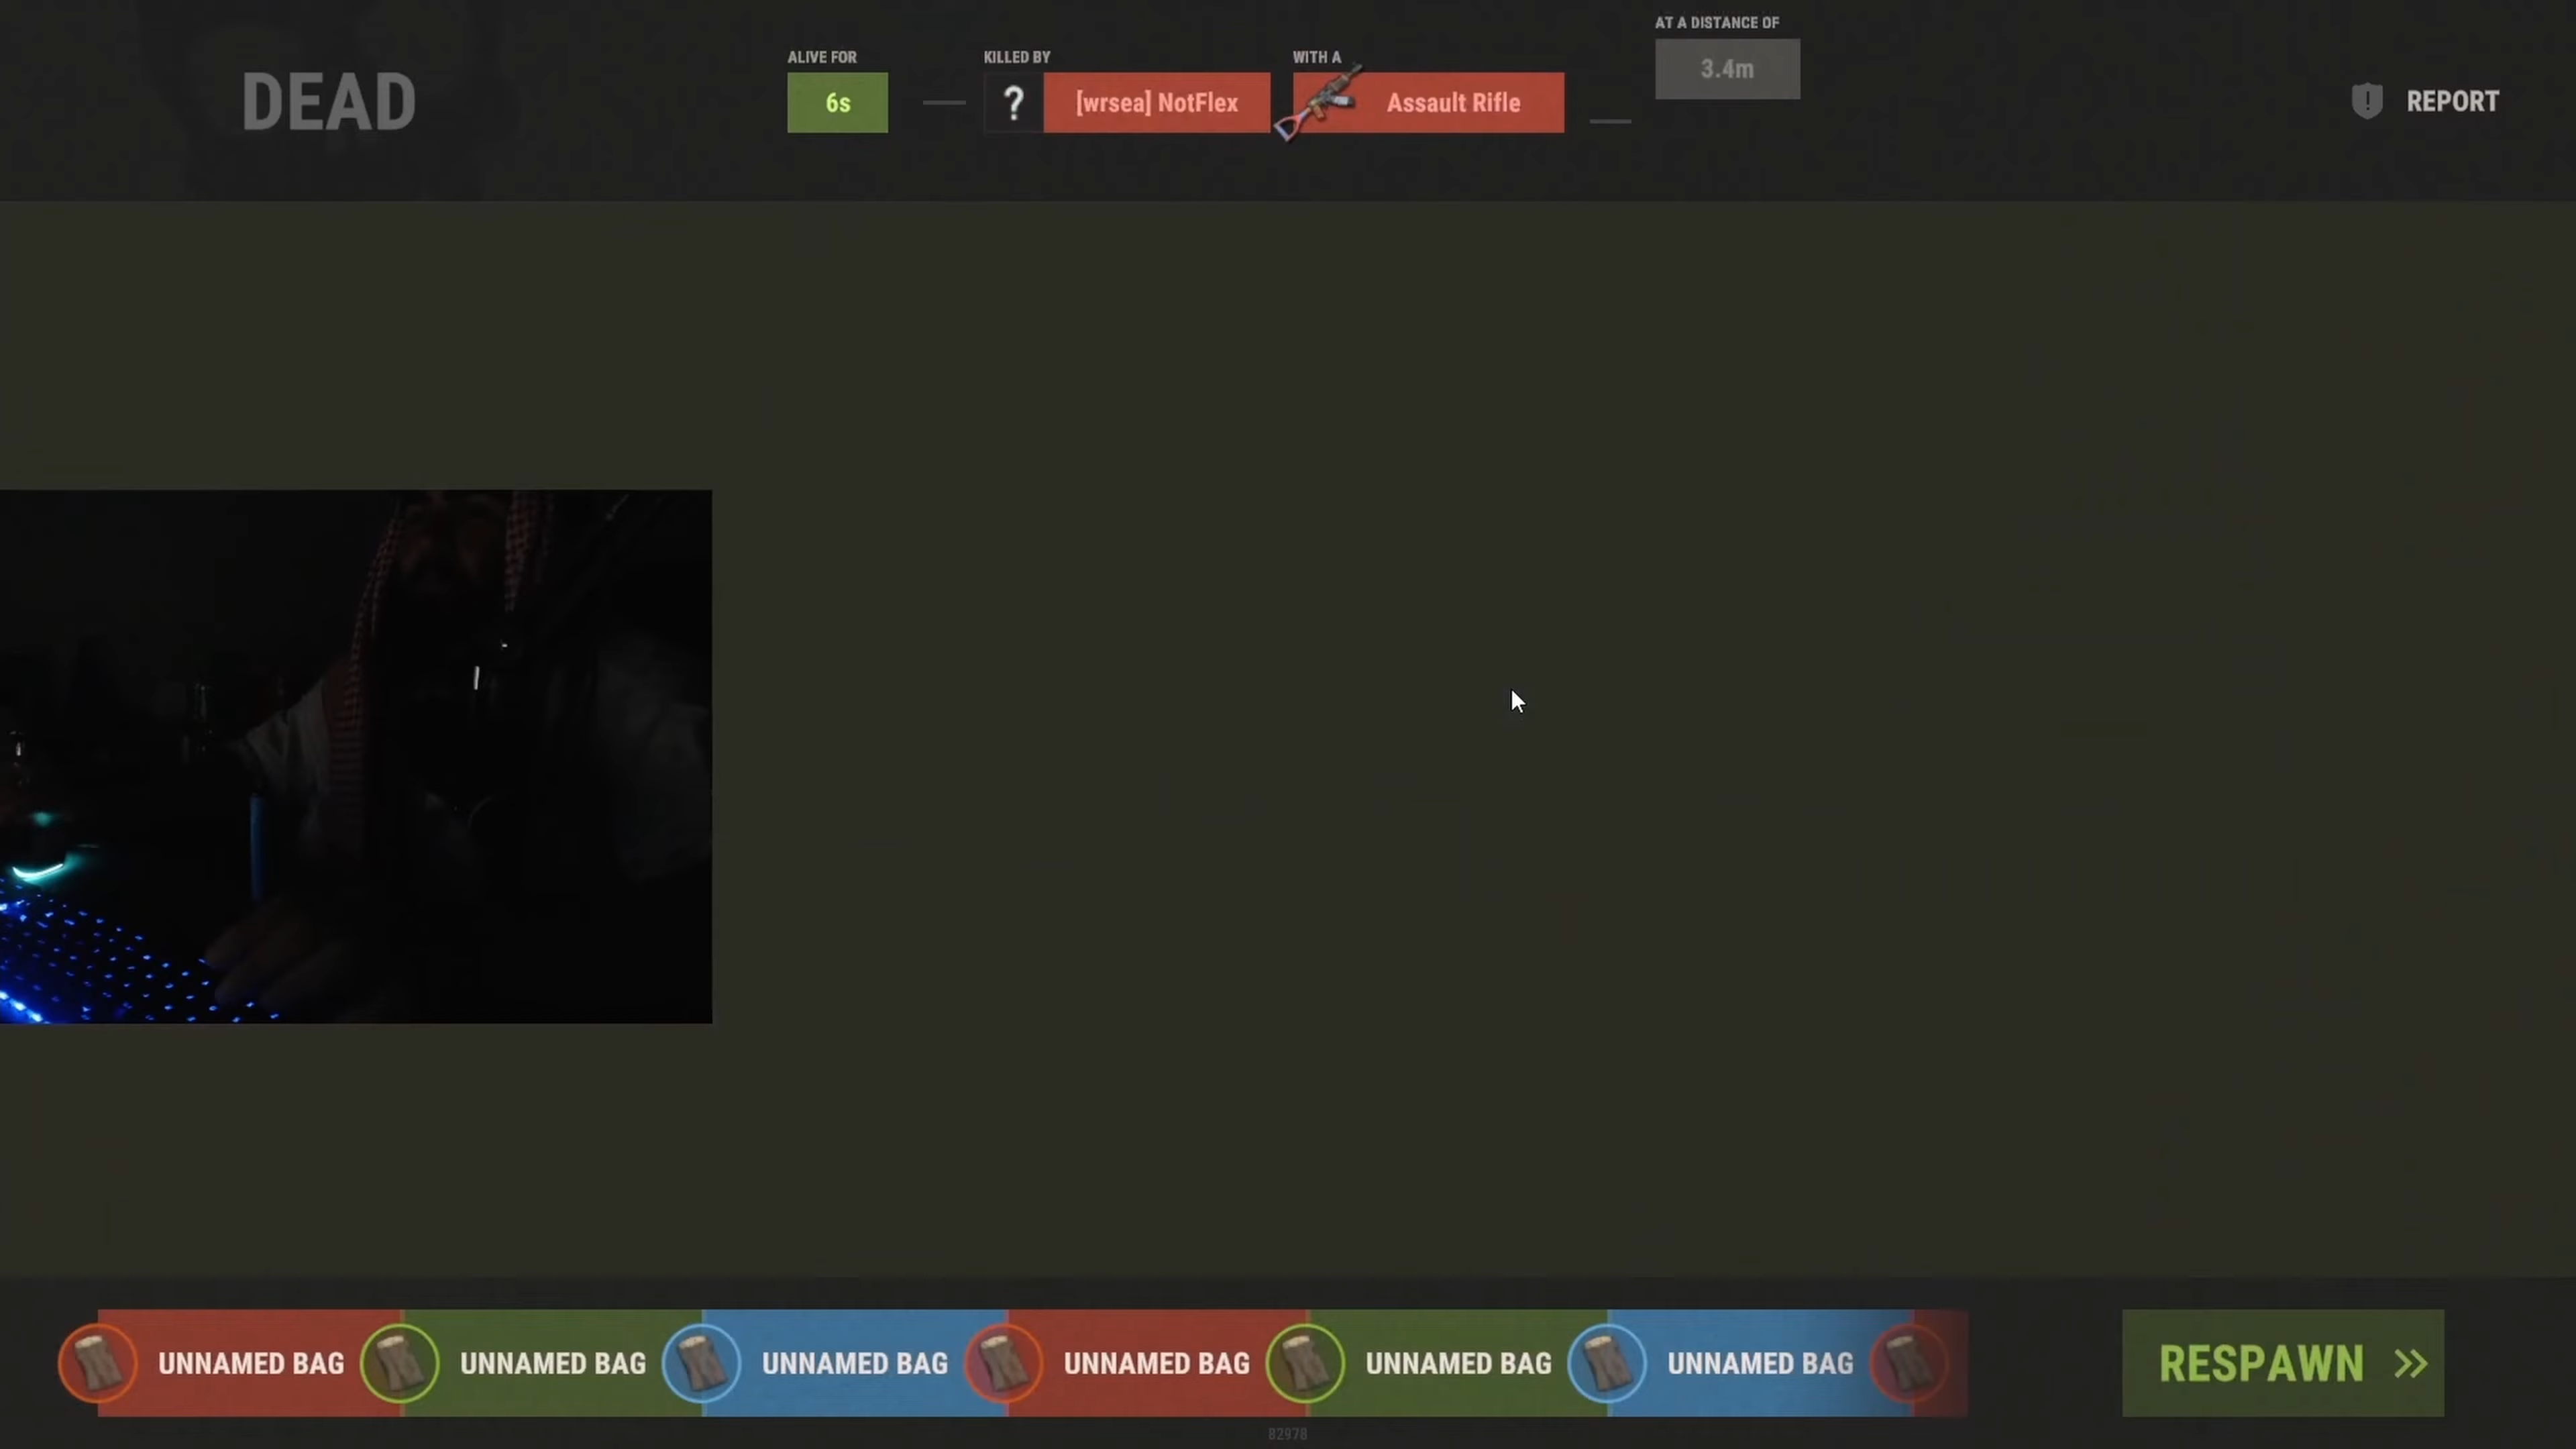 AT A DISTANCE OF
ALIVE FOR
KILLED BY
WITH A
3.4m
DEAD
6s
?
[wrsea] NotFlex
Assault Rifle
REPORT
UNNAMED BAG
UNNAMED BAG
UNNAMED BAG
UNNAMED BAG
UNNAMED BAG
UNNAMED BAG
RESPAWN
82978